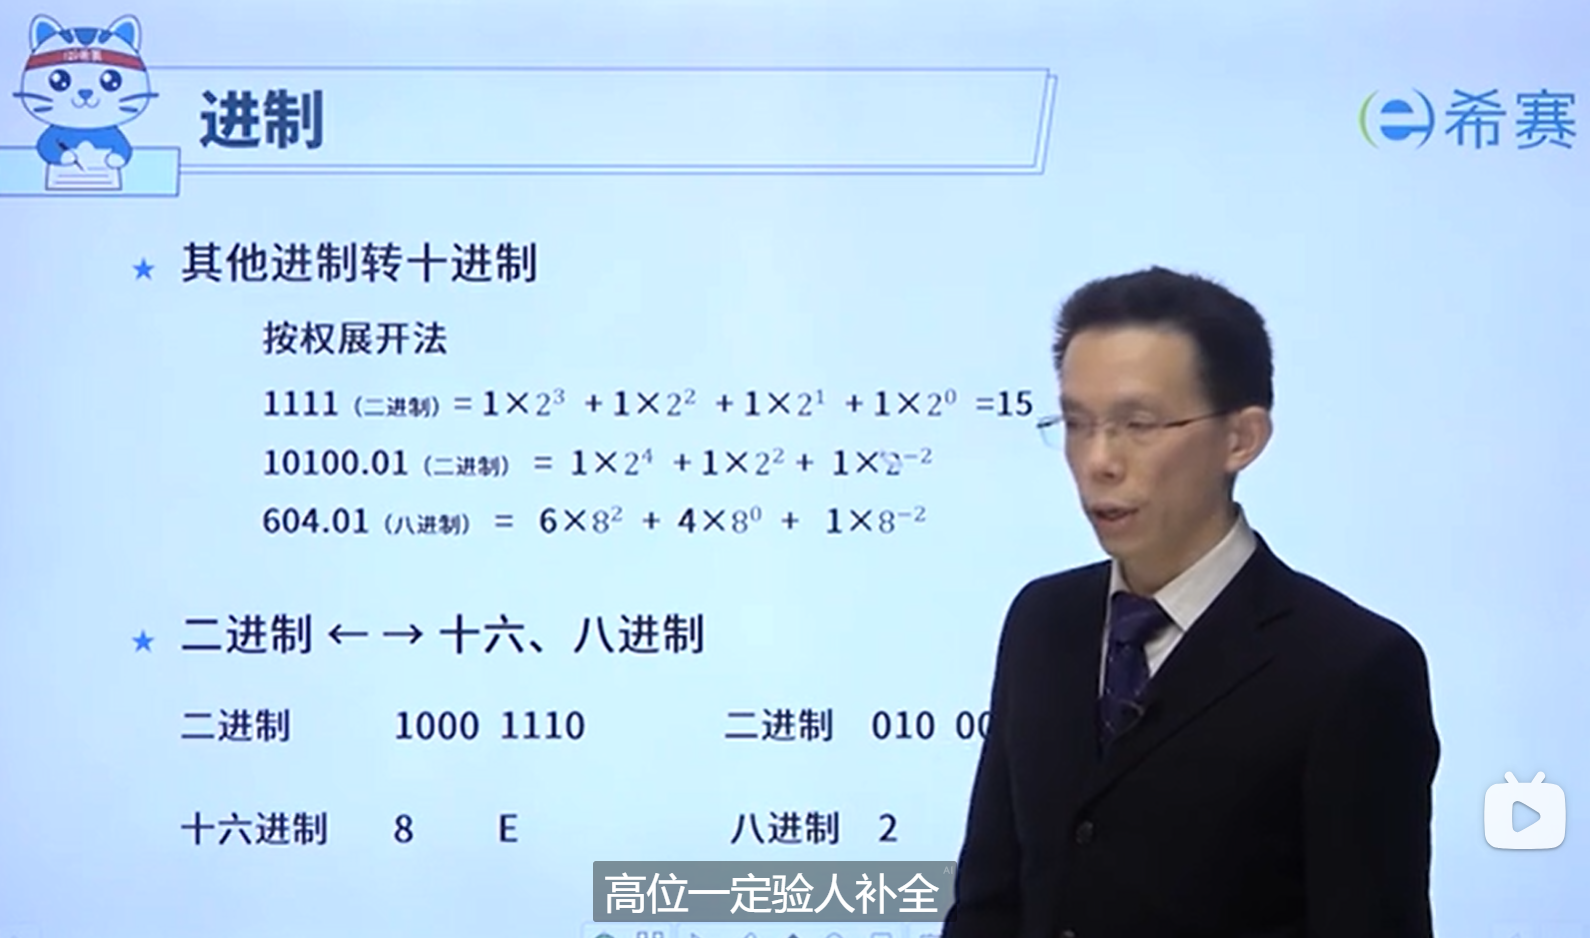 进制
希赛
其他进制转十进制
按权展开法
1111（二进制）= 1×2³ + 1×2² + 1×2¹ + 1×2⁰ =15
10100.01（二进制） = 1×2⁴ + 1×2² + 1×2⁻²
604.01（八进制） = 6×8² + 4×8⁰ + 1×8⁻²
二进制 ←→ 十六、八进制
二进制 1000 1110 二进制 010 00
十六进制 8 E 八进制 2
高位一定验人补全
AI